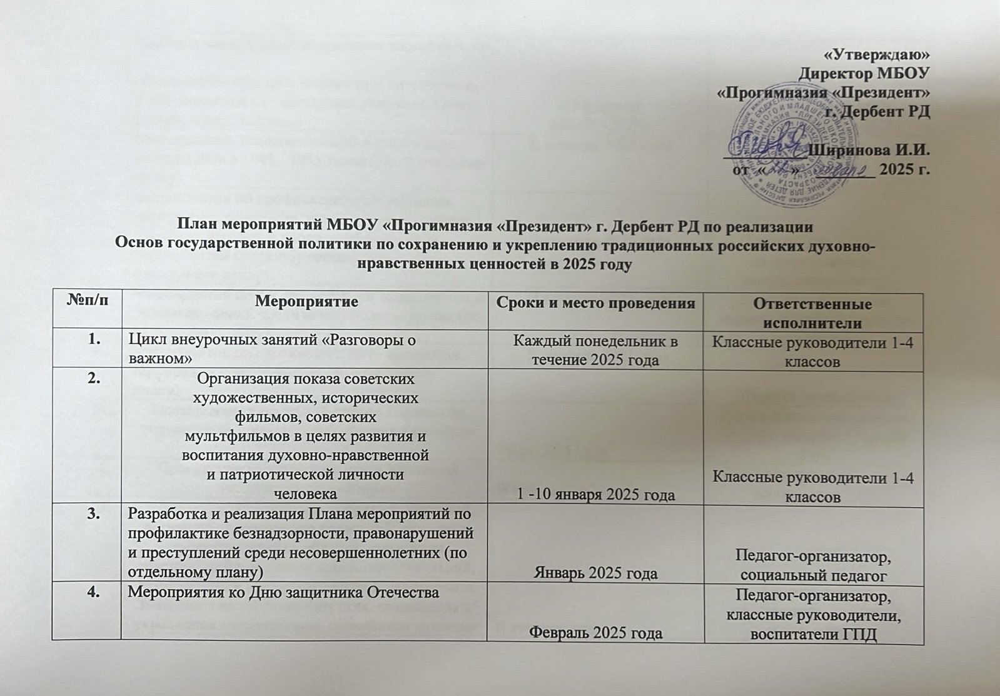 «Утверждаю»
Директор МБОУ
«Прогимназия «Президент»
г. Дербент РД
Ширинова И.И.
от « » января 2025 г.
План мероприятий МБОУ «Прогимназия «Президент» г. Дербент РД по реализации
Основ государственной политики по сохранению и укреплению традиционных российских духовно-
нравственных ценностей в 2025 году
№п/п Мероприятие Сроки и место проведения Ответственные
исполнители
1. Цикл внеурочных занятий «Разговоры о
важном»
Каждый понедельник в
течение 2025 года
Классные руководители 1-4
классов
2. Организация показа советских
художественных, исторических
фильмов, советских
мультфильмов в целях развития и
воспитания духовно-нравственной
и патриотической личности
человека
1 -10 января 2025 года
Классные руководители 1-4
классов
3. Разработка и реализация Плана мероприятий по
профилактике безнадзорности, правонарушений
и преступлений среди несовершеннолетних (по
отдельному плану)
Январь 2025 года
Педагог-организатор,
социальный педагог
4. Мероприятия ко Дню защитника Отечества
Февраль 2025 года
Педагог-организатор,
классные руководители,
воспитатели ГПД